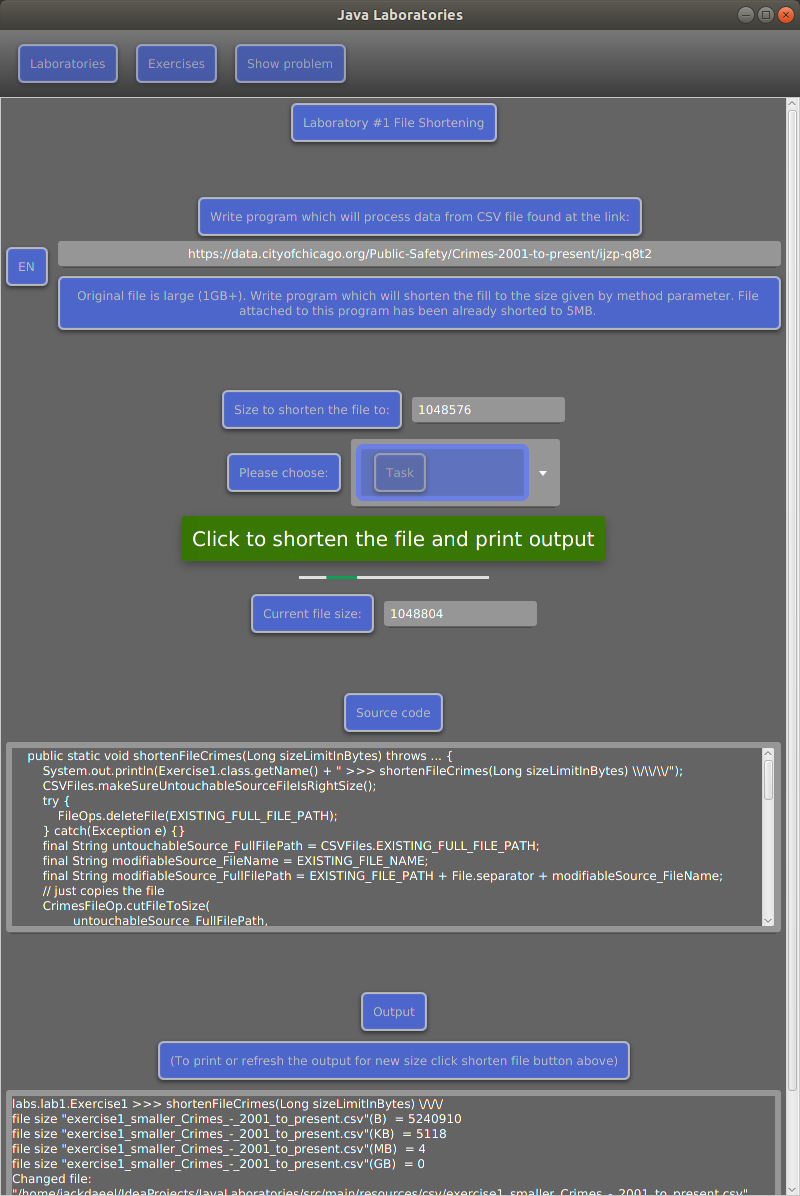 Java Laboratories
Laboratories Exercises Show problem
Laboratory #1 File Shortening
Write program which will process data from CSV file found at the link:
EN
https://data.cityofchicago.org/Public-Safety/Crimes-2001-to-present/ijzp-q8t2
Original file is large (1GB+). Write program which will shorten the fill to the size given by method parameter. File
attached to this program has been already shorted to 5MB.
Size to shorten the file to: 1048576
Please choose: Task
Click to shorten the file and print output
Current file size: 1048804
Source code
public static void shortenFileCrimes(Long sizeLimitInBytes) throws ... {
System.out.println(Exercise1.class.getName() + " >>> shortenFileCrimes(Long sizeLimitInBytes) \\/\\/\\/");
CSVFiles.makeSureUntouchableSourceFileIsRightSize();
try {
FileOps.deleteFile(EXISTING_FULL_FILE_PATH);
} catch(Exception e) {}
final String untouchableSource_FullFilePath = CSVFiles.EXISTING_FULL_FILE_PATH;
final String modifiableSource_FileName = EXISTING_FILE_NAME;
final String modifiableSource_FullFilePath = EXISTING_FILE_PATH + File.separator + modifiableSource_FileName;
// just copies the file
CrimesFileOp.cutFileToSize(
untouchableSource_FullFilePath,
Output
(To print or refresh the output for new size click shorten file button above)
labs.lab1.Exercise1 >>> shortenFileCrimes(Long sizeLimitInBytes) \/\/\/
file size "exercise1_smaller_Crimes_-_2001_to_present.csv"(B) = 5240910
file size "exercise1_smaller_Crimes_-_2001_to_present.csv"(KB) = 5118
file size "exercise1_smaller_Crimes_-_2001_to_present.csv"(MB) = 4
file size "exercise1_smaller_Crimes_-_2001_to_present.csv"(GB) = 0
Changed file:
"/home/jackdaeel/IdeaProjects/JavaLaboratories/src/main/resources/csv/exercise1_smaller_Crimes_-_2001_to_present.csv"